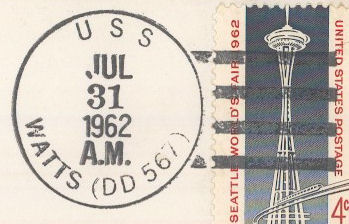 USS
JUL
31
1962
A.M.
WATTS (DD 567)
SEATTLE WORLD'S FAIR 1962
UNITED STATES POSTAGE
4¢